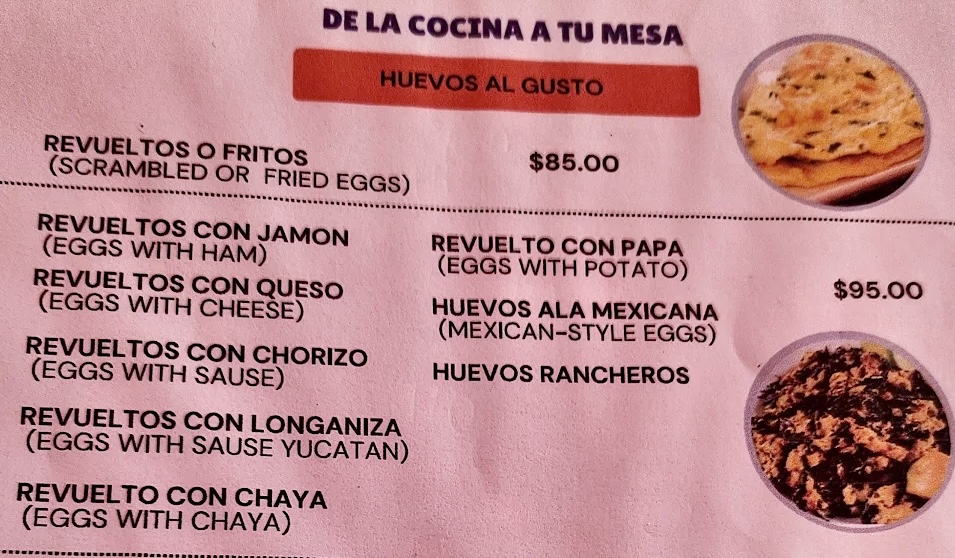 DE LA COCINA A TU MESA
HUEVOS AL GUSTO
REVUELTOS O FRITOS
(SCRAMBLED OR FRIED EGGS)
$85.00
REVUELTOS CON JAMON
(EGGS WITH HAM)
REVUELTOS CON QUESO
(EGGS WITH CHEESE)
REVUELTOS CON CHORIZO
(EGGS WITH SAUSE)
REVUELTOS CON LONGANIZA
(EGGS WITH SAUSE YUCATAN)
REVUELTO CON CHAYA
(EGGS WITH CHAYA)
REVUELTO CON PAPA
(EGGS WITH POTATO)
HUEVOS ALA MEXICANA
(MEXICAN-STYLE EGGS)
HUEVOS RANCHEROS
$95.00